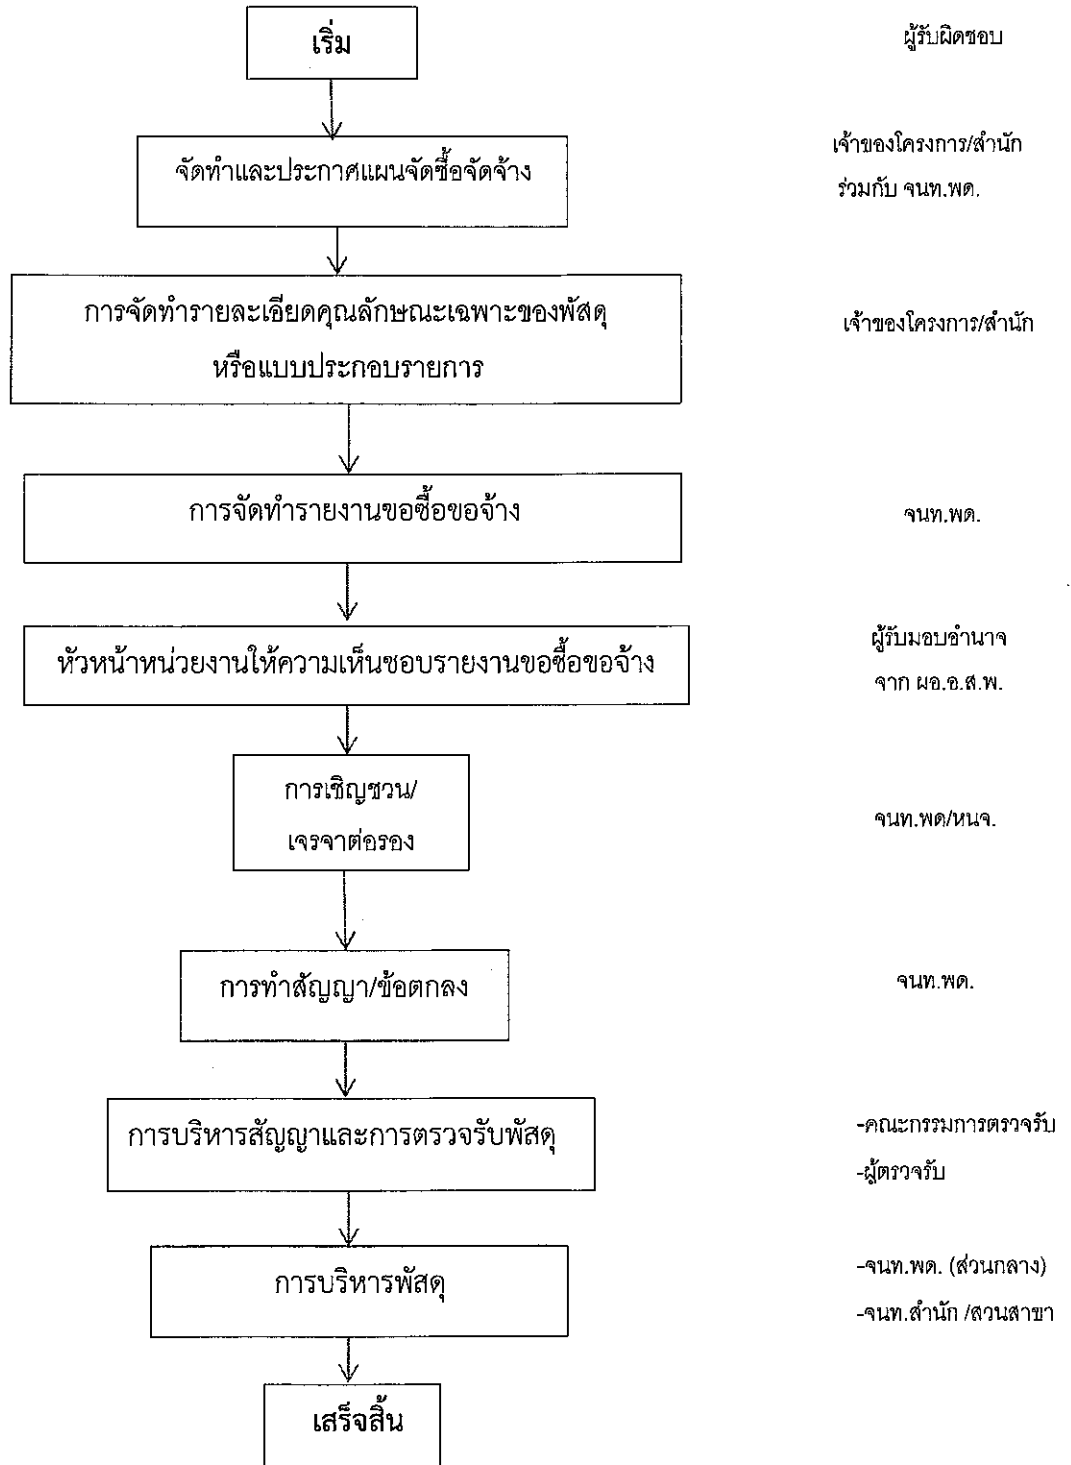 เริ่ม
ผู้รับผิดชอบ
จัดทำและประกาศแผนจัดซื้อจัดจ้าง
เจ้าของโครงการ/สำนัก
ร่วมกับ จนท.พด.
การจัดทำรายละเอียดคุณลักษณะเฉพาะของพัสดุ
หรือแบบประกอบรายการ
เจ้าของโครงการ/สำนัก
การจัดทำรายงานขอซื้อขอจ้าง
จนท.พด.
หัวหน้าหน่วยงานให้ความเห็นชอบรายงานขอซื้อขอจ้าง
ผู้รับมอบอำนาจ
จาก ผอ.อ.ส.พ.
การเชิญชวน/
เจรจาต่อรอง
จนท.พด/หนจ.
การทำสัญญา/ข้อตกลง
จนท.พด.
การบริหารสัญญาและการตรวจรับพัสดุ
-คณะกรรมการตรวจรับ
-ผู้ตรวจรับ
การบริหารพัสดุ
-จนท.พด. (ส่วนกลาง)
-จนท.สำนัก /สวนสาขา
เสร็จสิ้น